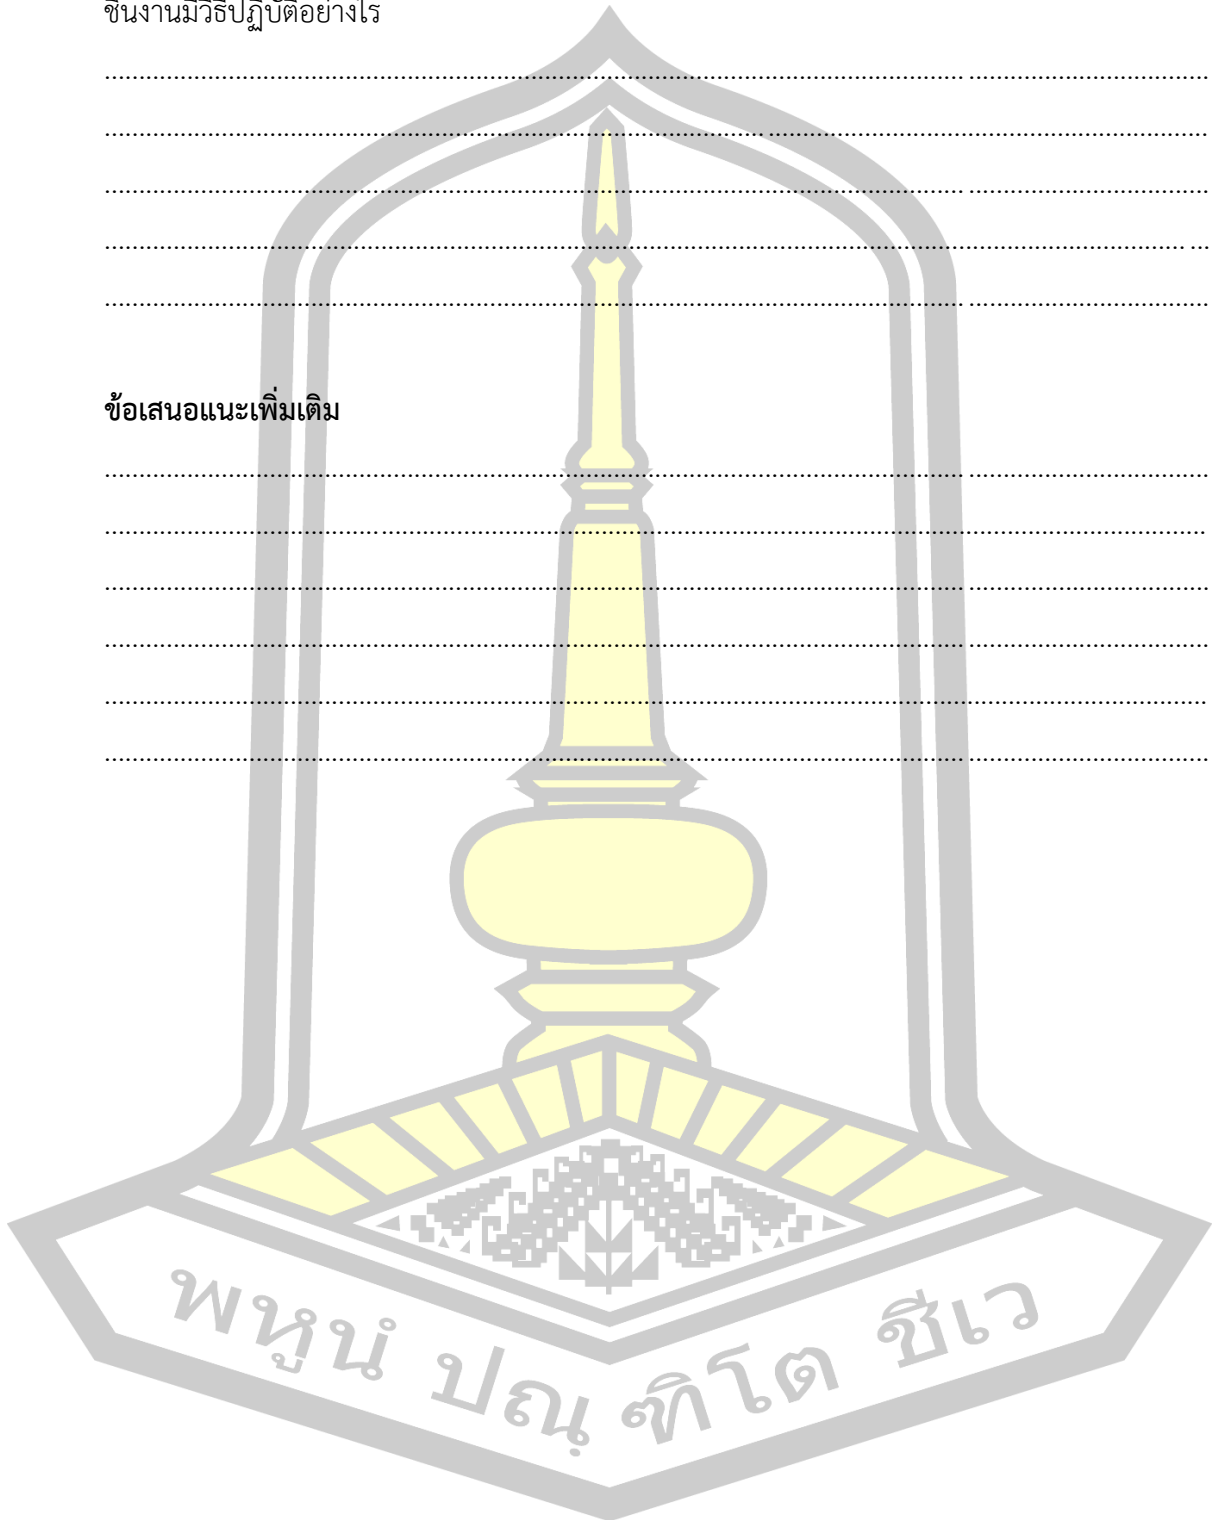 ชิ้นงานมีวิธีปฏิบัติอย่างไร
ข้อเสนอแนะเพิ่มเติม
พหูนํ ปณฺฑิโต ชีเว